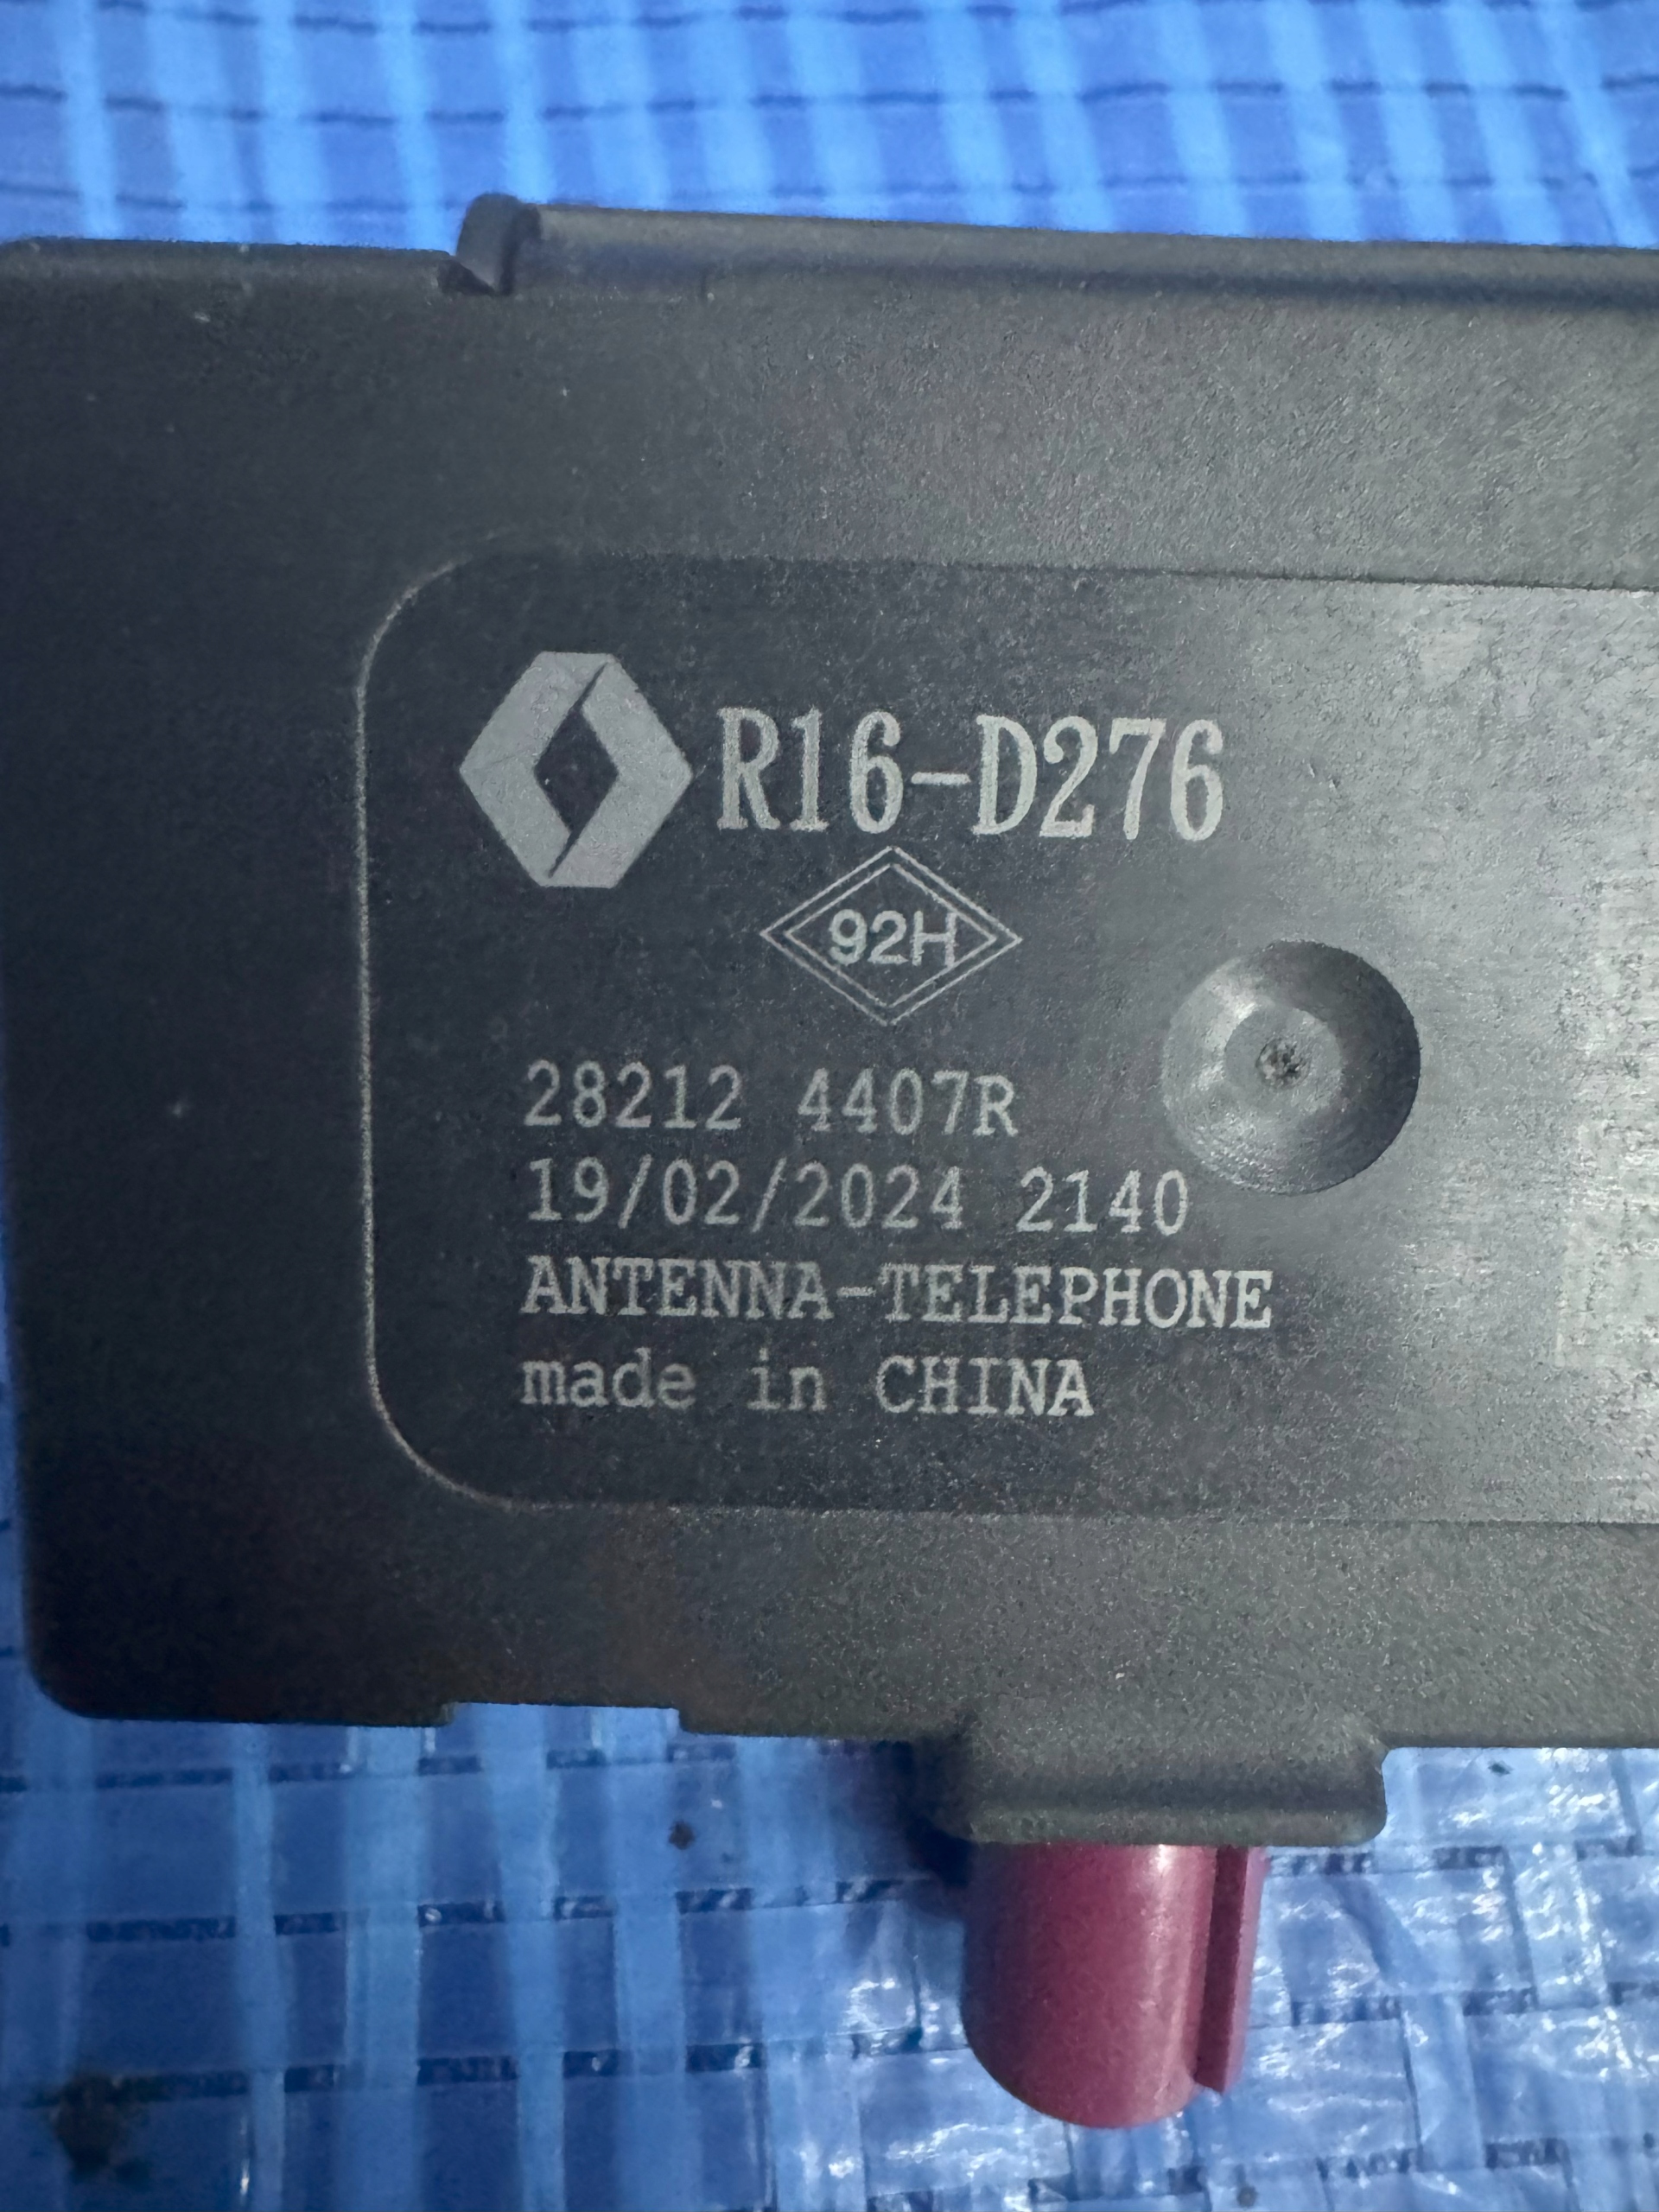 R16-D276
92H
28212 4407R
19/02/2024 2140
ANTENNA-TELEPHONE
made in CHINA